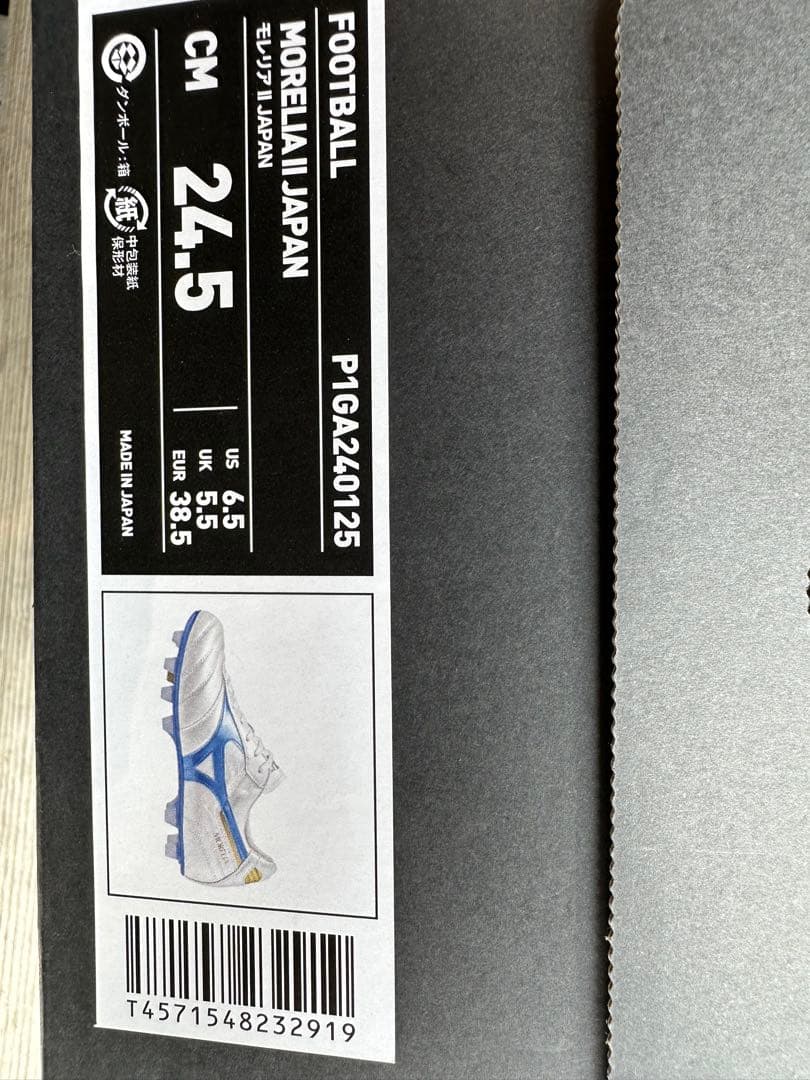 FOOTBALL P1GA240125
MORELIA II JAPAN
モレリア II JAPAN
CM 24.5
US 6.5
UK 5.5
EUR 38.5
ダンボール : 箱
紙
中包装紙
保形材
MADE IN JAPAN
T4571548232919